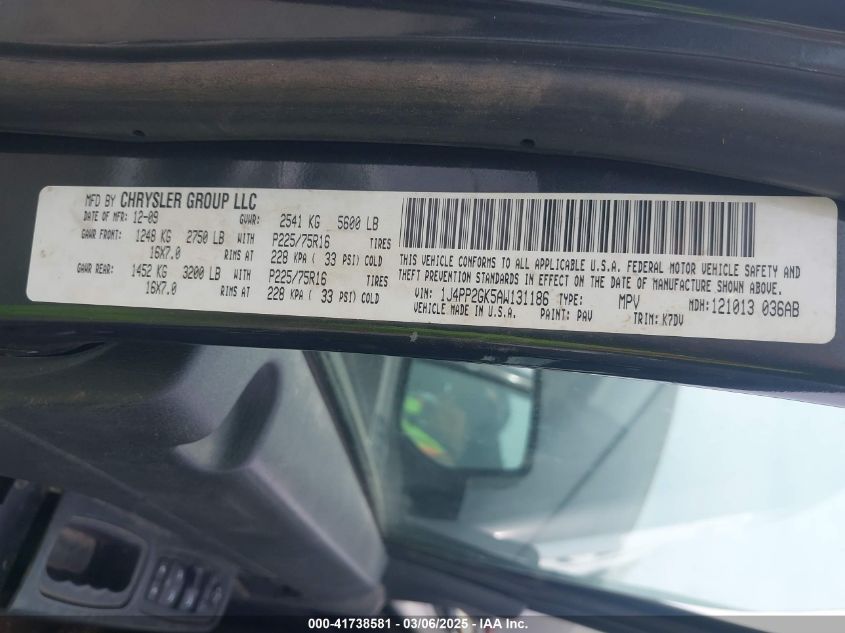 MFD BY CHRYSLER GROUP LLC
DATE OF MFR: 12-09 GVWR: 2541 KG 5600 LB
GAWR FRONT: 1248 KG 2750 LB WITH P225/75R16 TIRES
16X7.0 RIMS AT 228 KPA ( 33 PSI) COLD
GAWR REAR: 1452 KG 3200 LB WITH P225/75R16 TIRES
16X7.0 RIMS AT 228 KPA ( 33 PSI) COLD
THIS VEHICLE CONFORMS TO ALL APPLICABLE U.S.A. FEDERAL MOTOR VEHICLE SAFETY AND
THEFT PREVENTION STANDARDS IN EFFECT ON THE DATE OF MANUFACTURE SHOWN ABOVE.
VIN: 1J4PP2GK5AW131186 TYPE: MPV MDH: 121013 036AB
VEHICLE MADE IN U.S.A. PAINT: PAV TRIM: K7DV
000-41738581 - 03/06/2025 - IAA Inc.